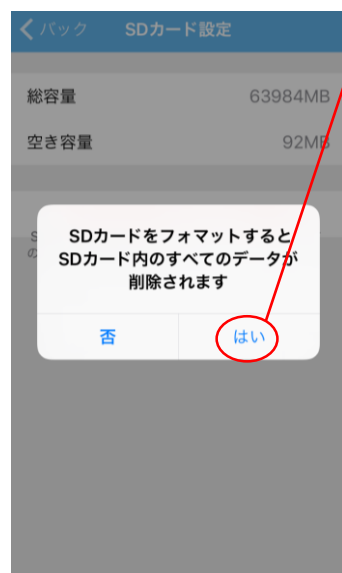 バック SDカード設定
総容量 63984MB
空き容量 92MB
SDカードをフォマットすると
SDカード内のすべてのデータが
削除されます
否 はい